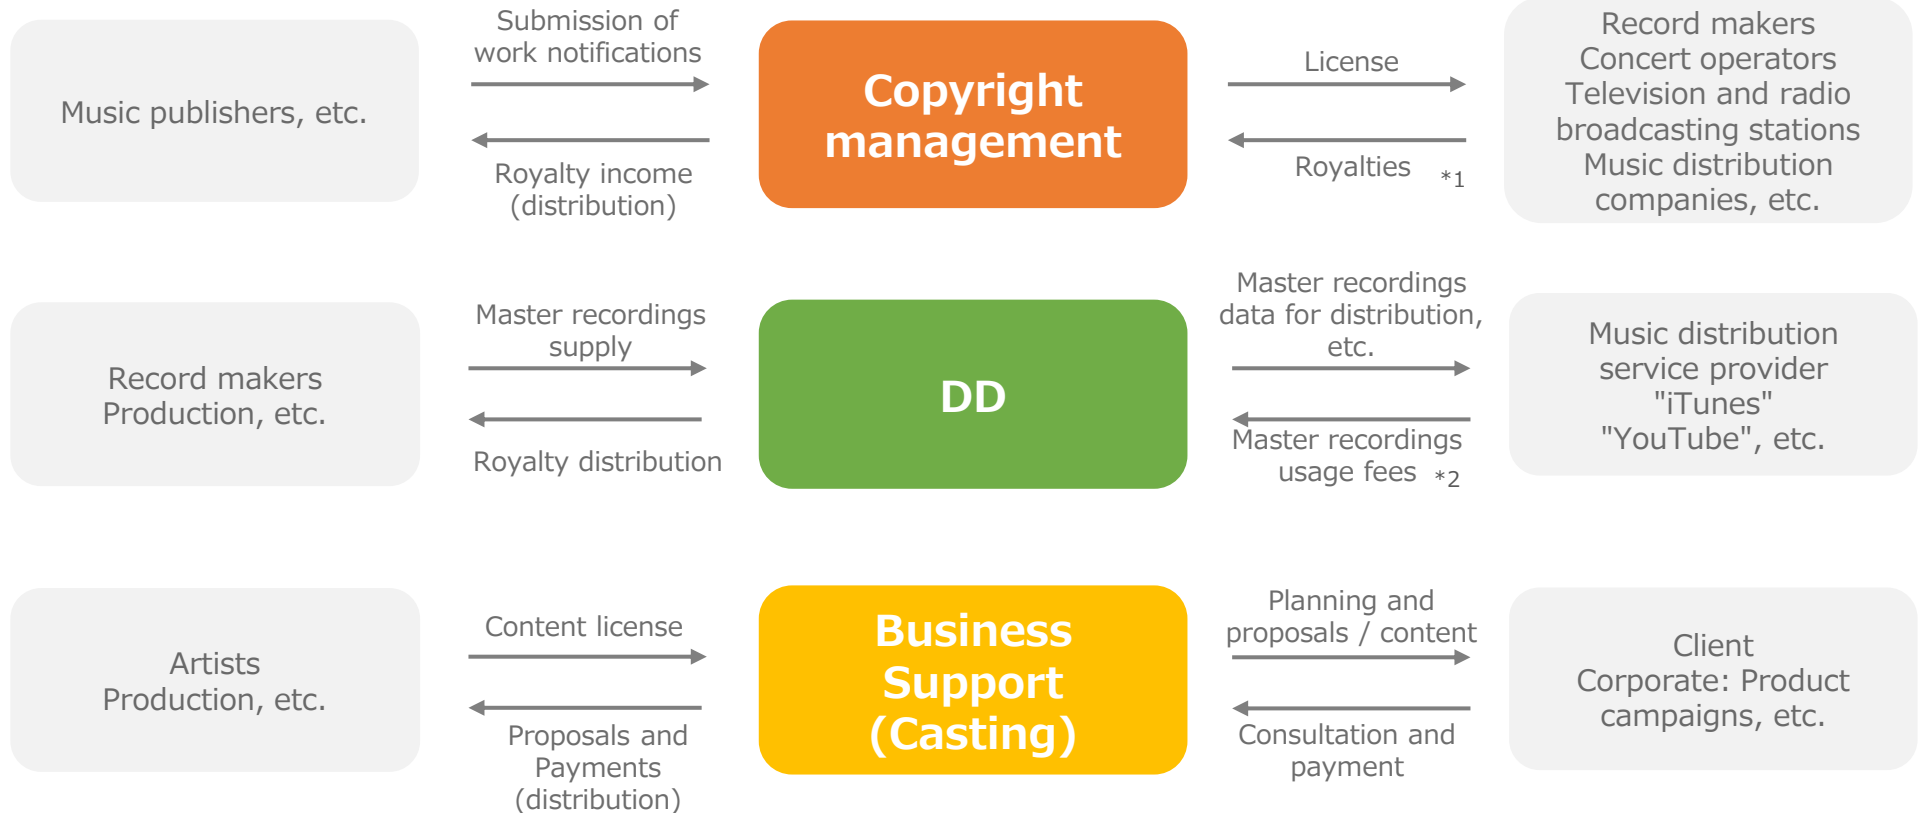 Music publishers, etc.
Submission of
work notifications
Royalty income
(distribution)
Copyright
management
License
Royalties *1
Record makers
Concert operators
Television and radio
broadcasting stations
Music distribution
companies, etc.
Record makers
Production, etc.
Master recordings
supply
Royalty distribution
DD
Master recordings
data for distribution,
etc.
Master recordings
usage fees *2
Music distribution
service provider
"iTunes"
"YouTube", etc.
Artists
Production, etc.
Content license
Proposals and
Payments
(distribution)
Business
Support
(Casting)
Planning and
proposals / content
Consultation and
payment
Client
Corporate: Product
campaigns, etc.